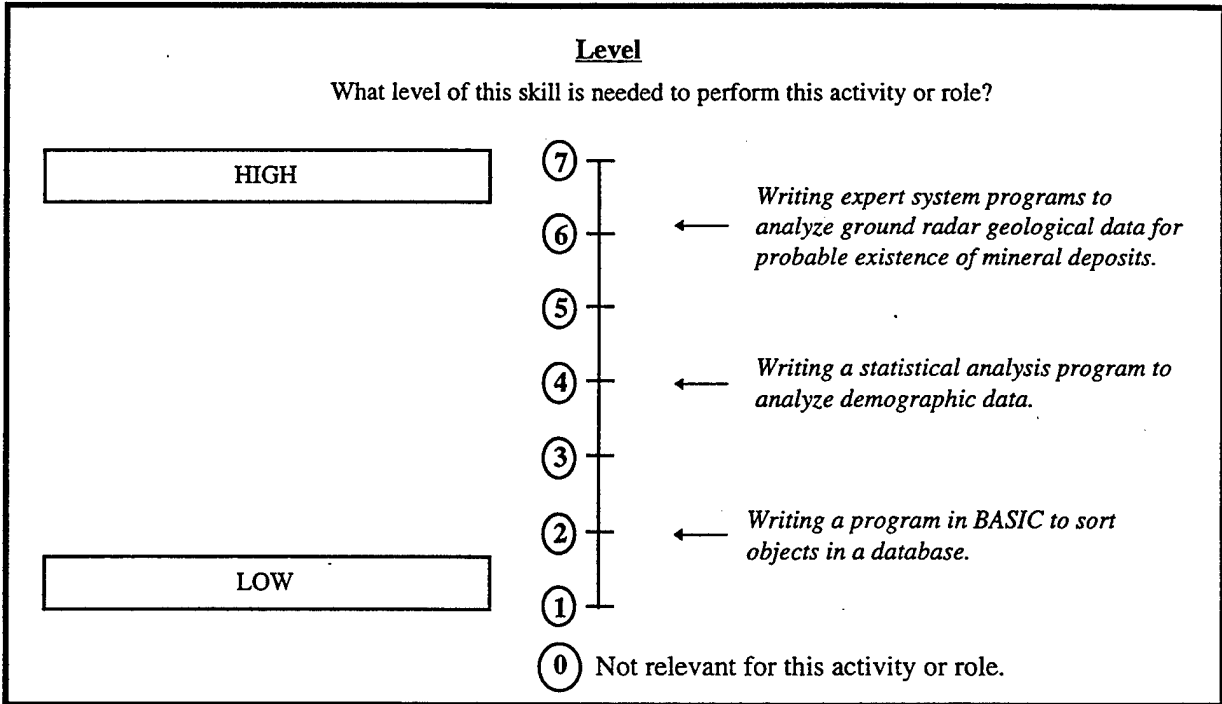 Level
What level of this skill is needed to perform this activity or role?
HIGH
7
Writing expert system programs to
6
analyze ground radar geological data for
probable existence of mineral deposits.
5
Writing a statistical analysis program to
4
analyze demographic data.
3
Writing a program in BASIC to sort
2
objects in a database.
LOW
1
0 Not relevant for this activity or role.